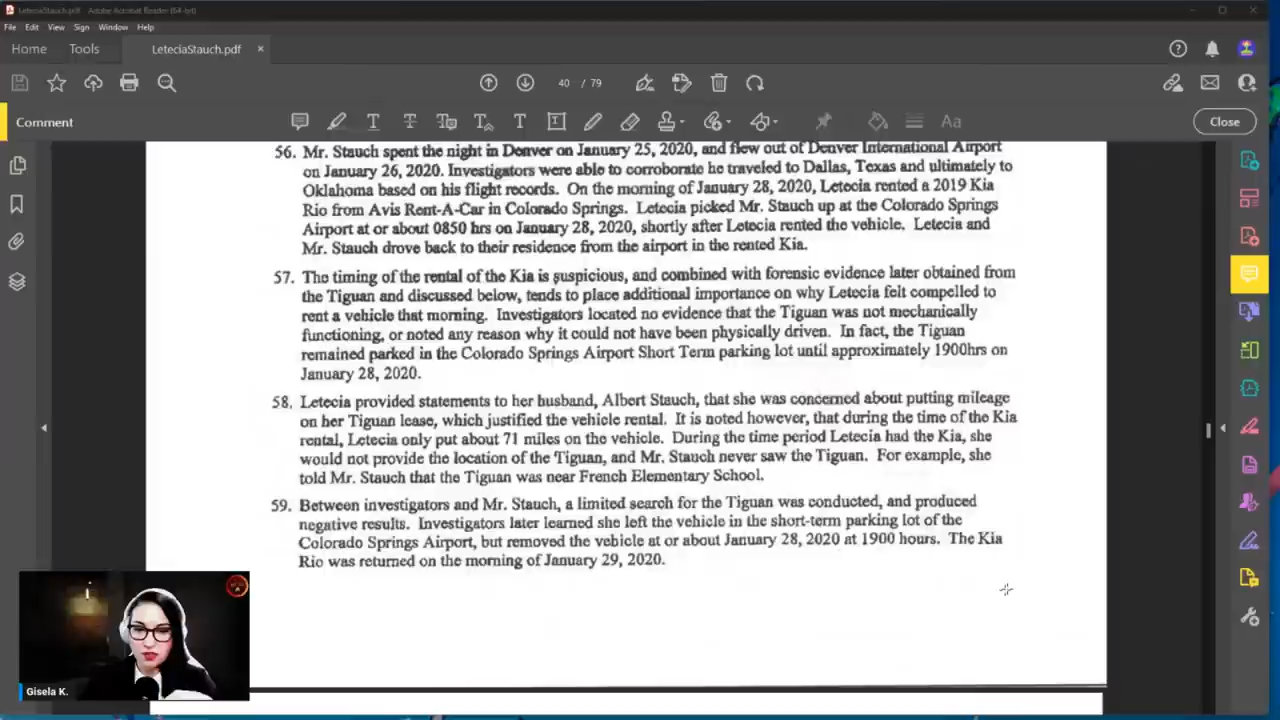 LeteciaStauch.pdf - Adobe Acrobat Reader (64-bit)
File Edit View Sign Window Help
Home Tools LeteciaStauch.pdf ×
40 / 79
Comment
Close
56. Mr. Stauch spent the night in Denver on January 25, 2020, and flew out of Denver International Airport
on January 26, 2020. Investigators were able to corroborate he traveled to Dallas, Texas and ultimately to
Oklahoma based on his flight records. On the morning of January 28, 2020, Letecia rented a 2019 Kia
Rio from Avis Rent-A-Car in Colorado Springs. Letecia picked Mr. Stauch up at the Colorado Springs
Airport at or about 0850 hrs on January 28, 2020, shortly after Letecia rented the vehicle. Letecia and
Mr. Stauch drove back to their residence from the airport in the rented Kia.
57. The timing of the rental of the Kia is suspicious, and combined with forensic evidence later obtained from
the Tiguan and discussed below, tends to place additional importance on why Letecia felt compelled to
rent a vehicle that morning. Investigators located no evidence that the Tiguan was not mechanically
functioning, or noted any reason why it could not have been physically driven. In fact, the Tiguan
remained parked in the Colorado Springs Airport Short Term parking lot until approximately 1900hrs on
January 28, 2020.
58. Letecia provided statements to her husband, Albert Stauch, that she was concerned about putting mileage
on her Tiguan lease, which justified the vehicle rental. It is noted however, that during the time of the Kia
rental, Letecia only put about 71 miles on the vehicle. During the time period Letecia had the Kia, she
would not provide the location of the Tiguan, and Mr. Stauch never saw the Tiguan. For example, she
told Mr. Stauch that the Tiguan was near French Elementary School.
59. Between investigators and Mr. Stauch, a limited search for the Tiguan was conducted, and produced
negative results. Investigators later learned she left the vehicle in the short-term parking lot of the
Colorado Springs Airport, but removed the vehicle at or about January 28, 2020 at 1900 hours. The Kia
Rio was returned on the morning of January 29, 2020.
Gisela K.